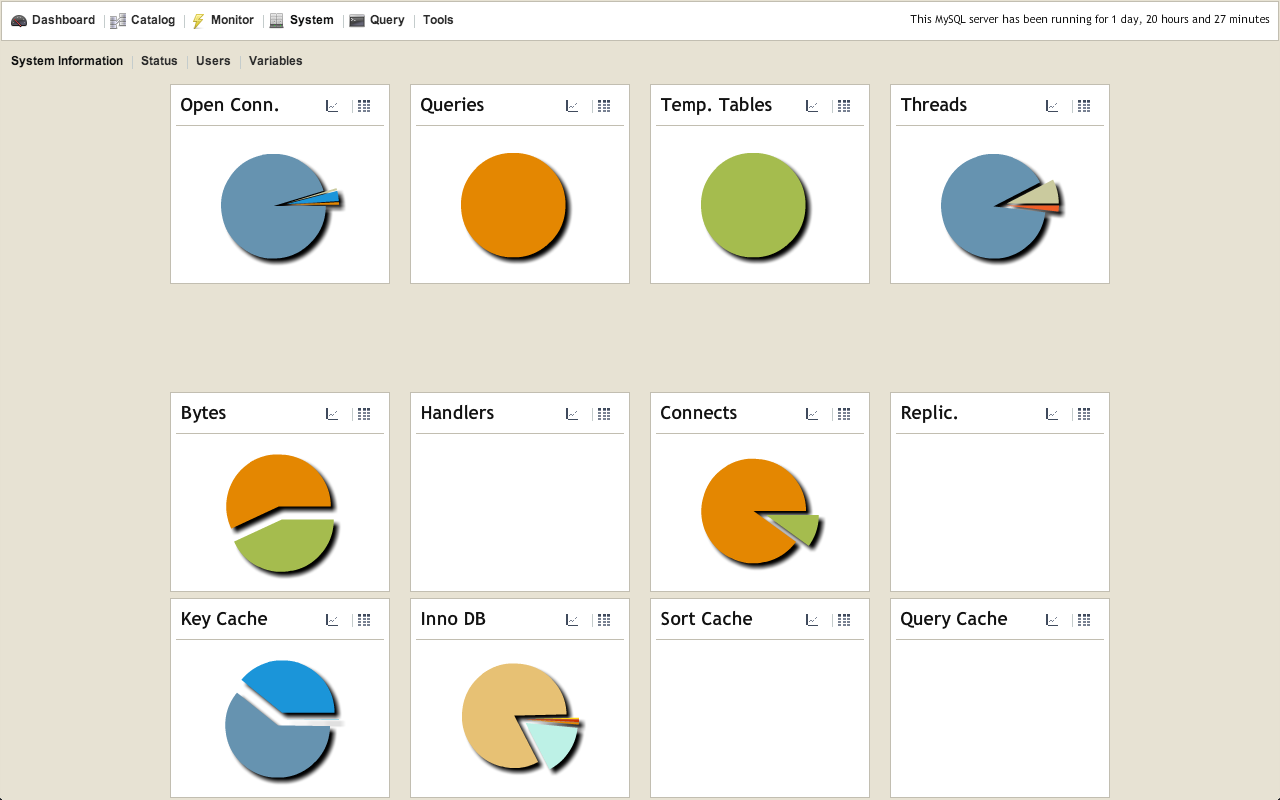 Dashboard Catalog Monitor System Query Tools This MySQL server has been running for 1 day, 20 hours and 27 minutes
System Information Status Users Variables
Open Conn. Queries Temp. Tables Threads
Bytes Handlers Connects Replic.
Key Cache Inno DB Sort Cache Query Cache